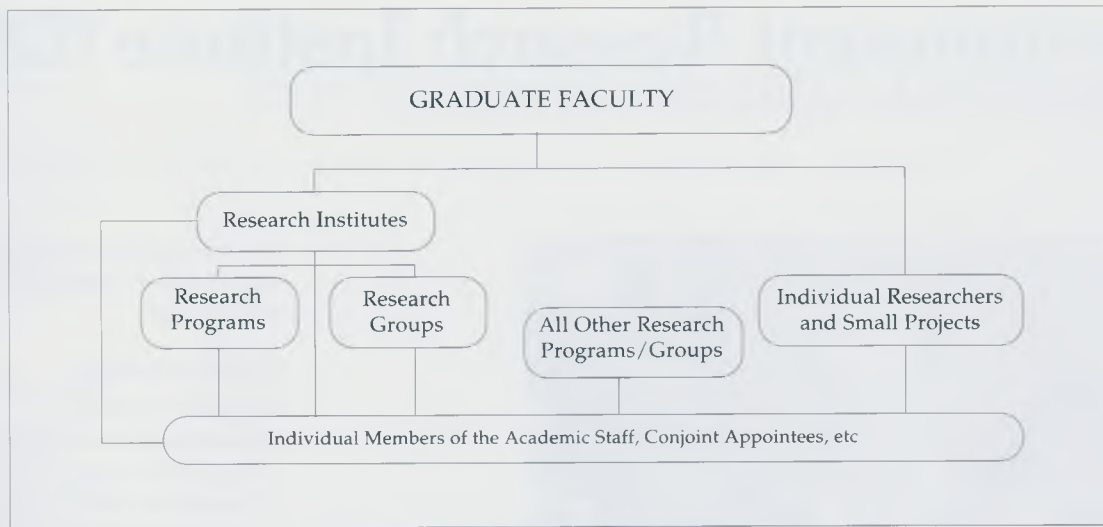 GRADUATE FACULTY
Research Institutes
Research
Programs
Research
Groups
All Other Research
Programs/Groups
Individual Researchers
and Small Projects
Individual Members of the Academic Staff, Conjoint Appointees, etc